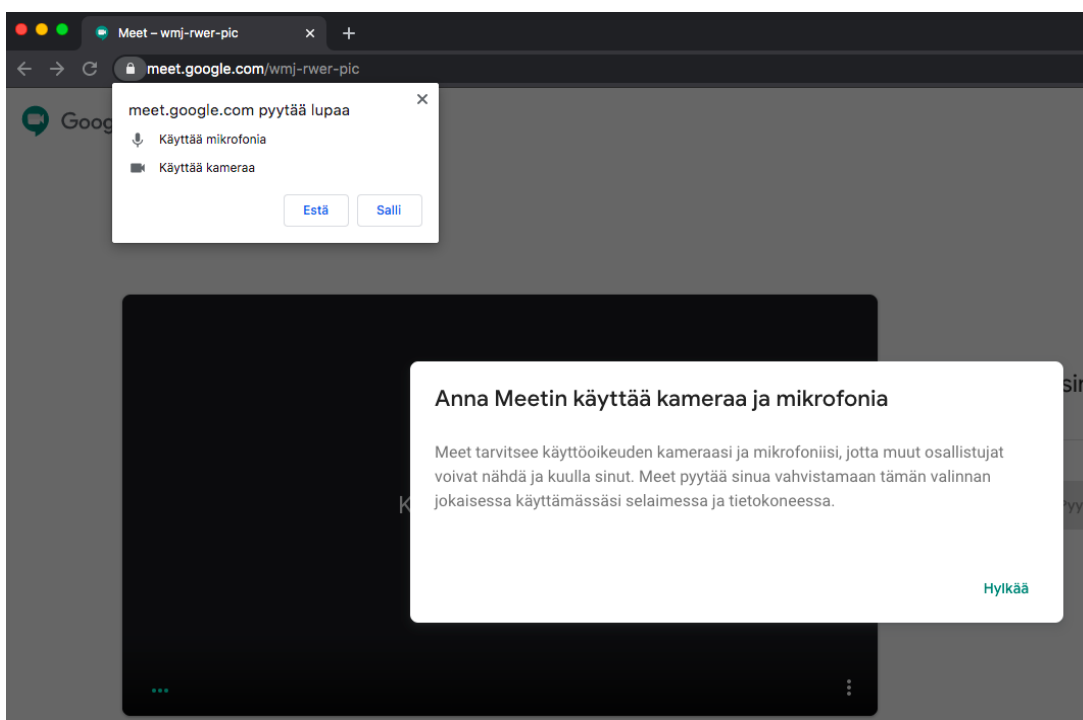 Meet – wmj-rwer-pic
meet.google.com/wmj-rwer-pic
Goog
meet.google.com pyytää lupaa
Käyttää mikrofonia
Käyttää kameraa
Estä Salli
Anna Meetin käyttää kameraa ja mikrofonia
Meet tarvitsee käyttöoikeuden kameraasi ja mikrofoniisi, jotta muut osallistujat
voivat nähdä ja kuulla sinut. Meet pyytää sinua vahvistamaan tämän valinnan
jokaisessa käyttämässäsi selaimessa ja tietokoneessa.
Hylkää